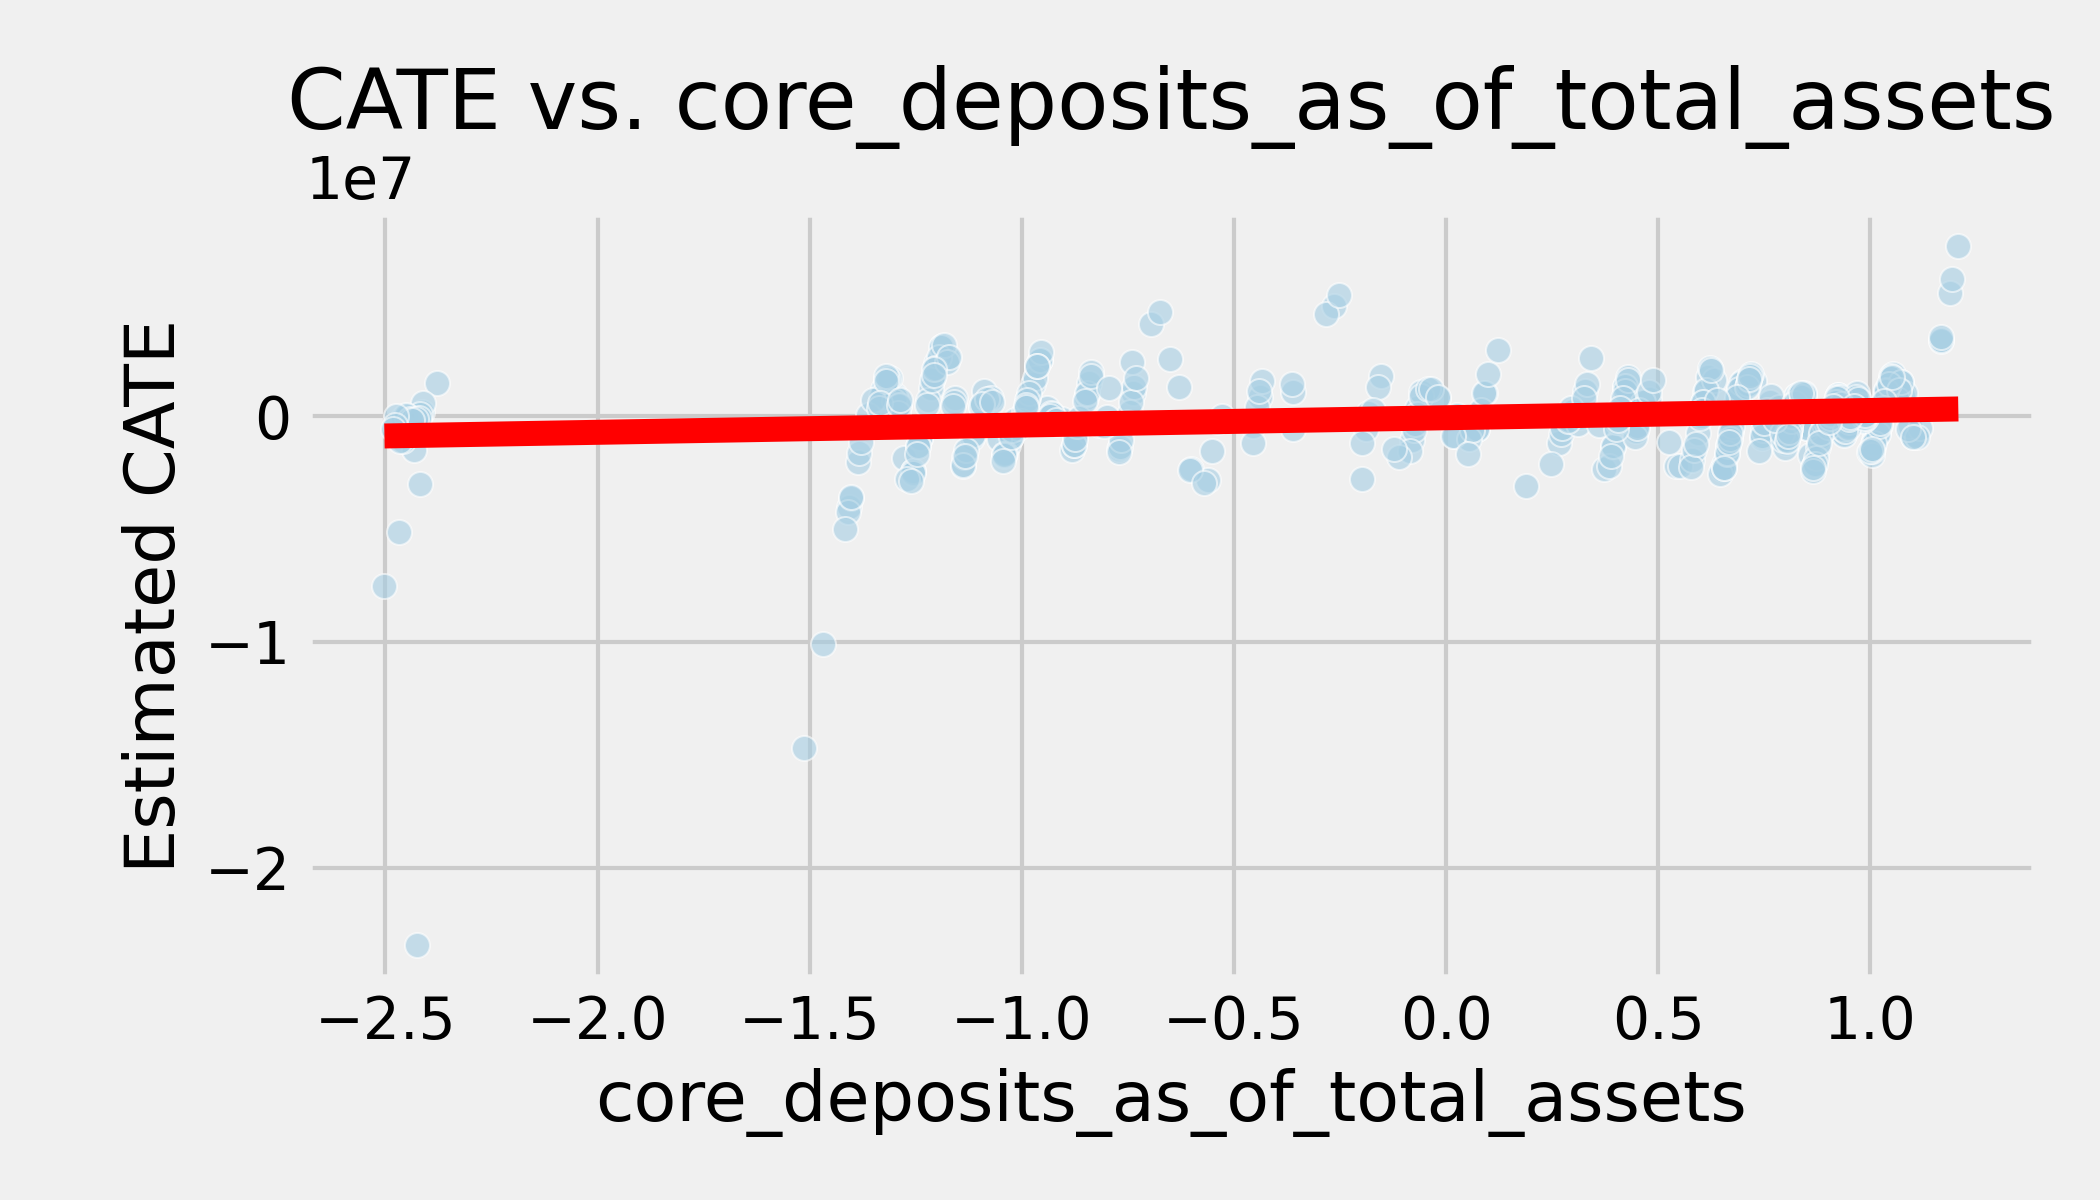 CATE vs. core_deposits_as_of_total_assets
1e7
0
−1
−2
Estimated CATE
−2.5 −2.0 −1.5 −1.0 −0.5 0.0 0.5 1.0
core_deposits_as_of_total_assets